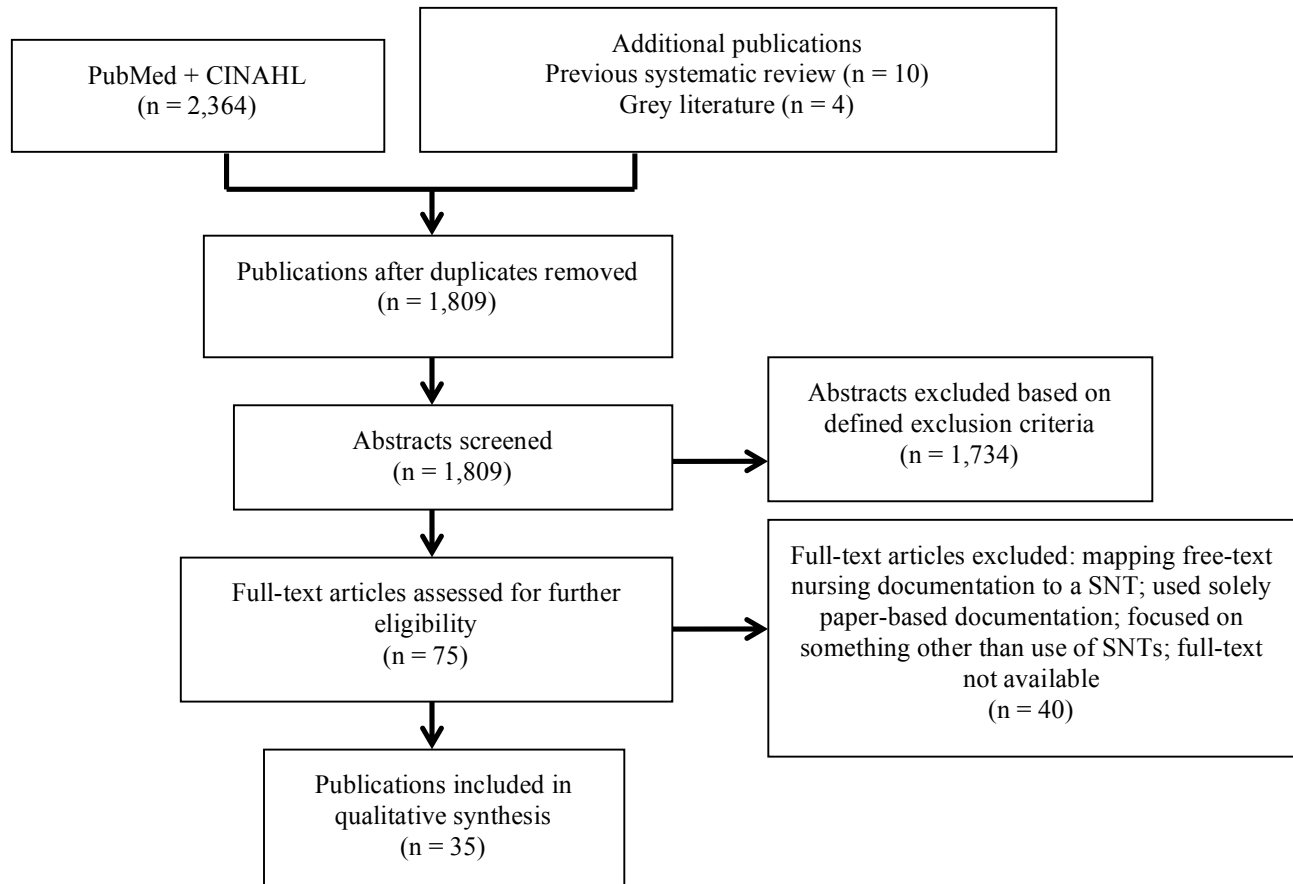 PubMed + CINAHL
(n = 2,364)
Additional publications
Previous systematic review (n = 10)
Grey literature (n = 4)
Publications after duplicates removed
(n = 1,809)
Abstracts screened
(n = 1,809)
Abstracts excluded based on
defined exclusion criteria
(n = 1,734)
Full-text articles assessed for further
eligibility
(n = 75)
Full-text articles excluded: mapping free-text
nursing documentation to a SNT; used solely
paper-based documentation; focused on
something other than use of SNTs; full-text
not available
(n = 40)
Publications included in
qualitative synthesis
(n = 35)